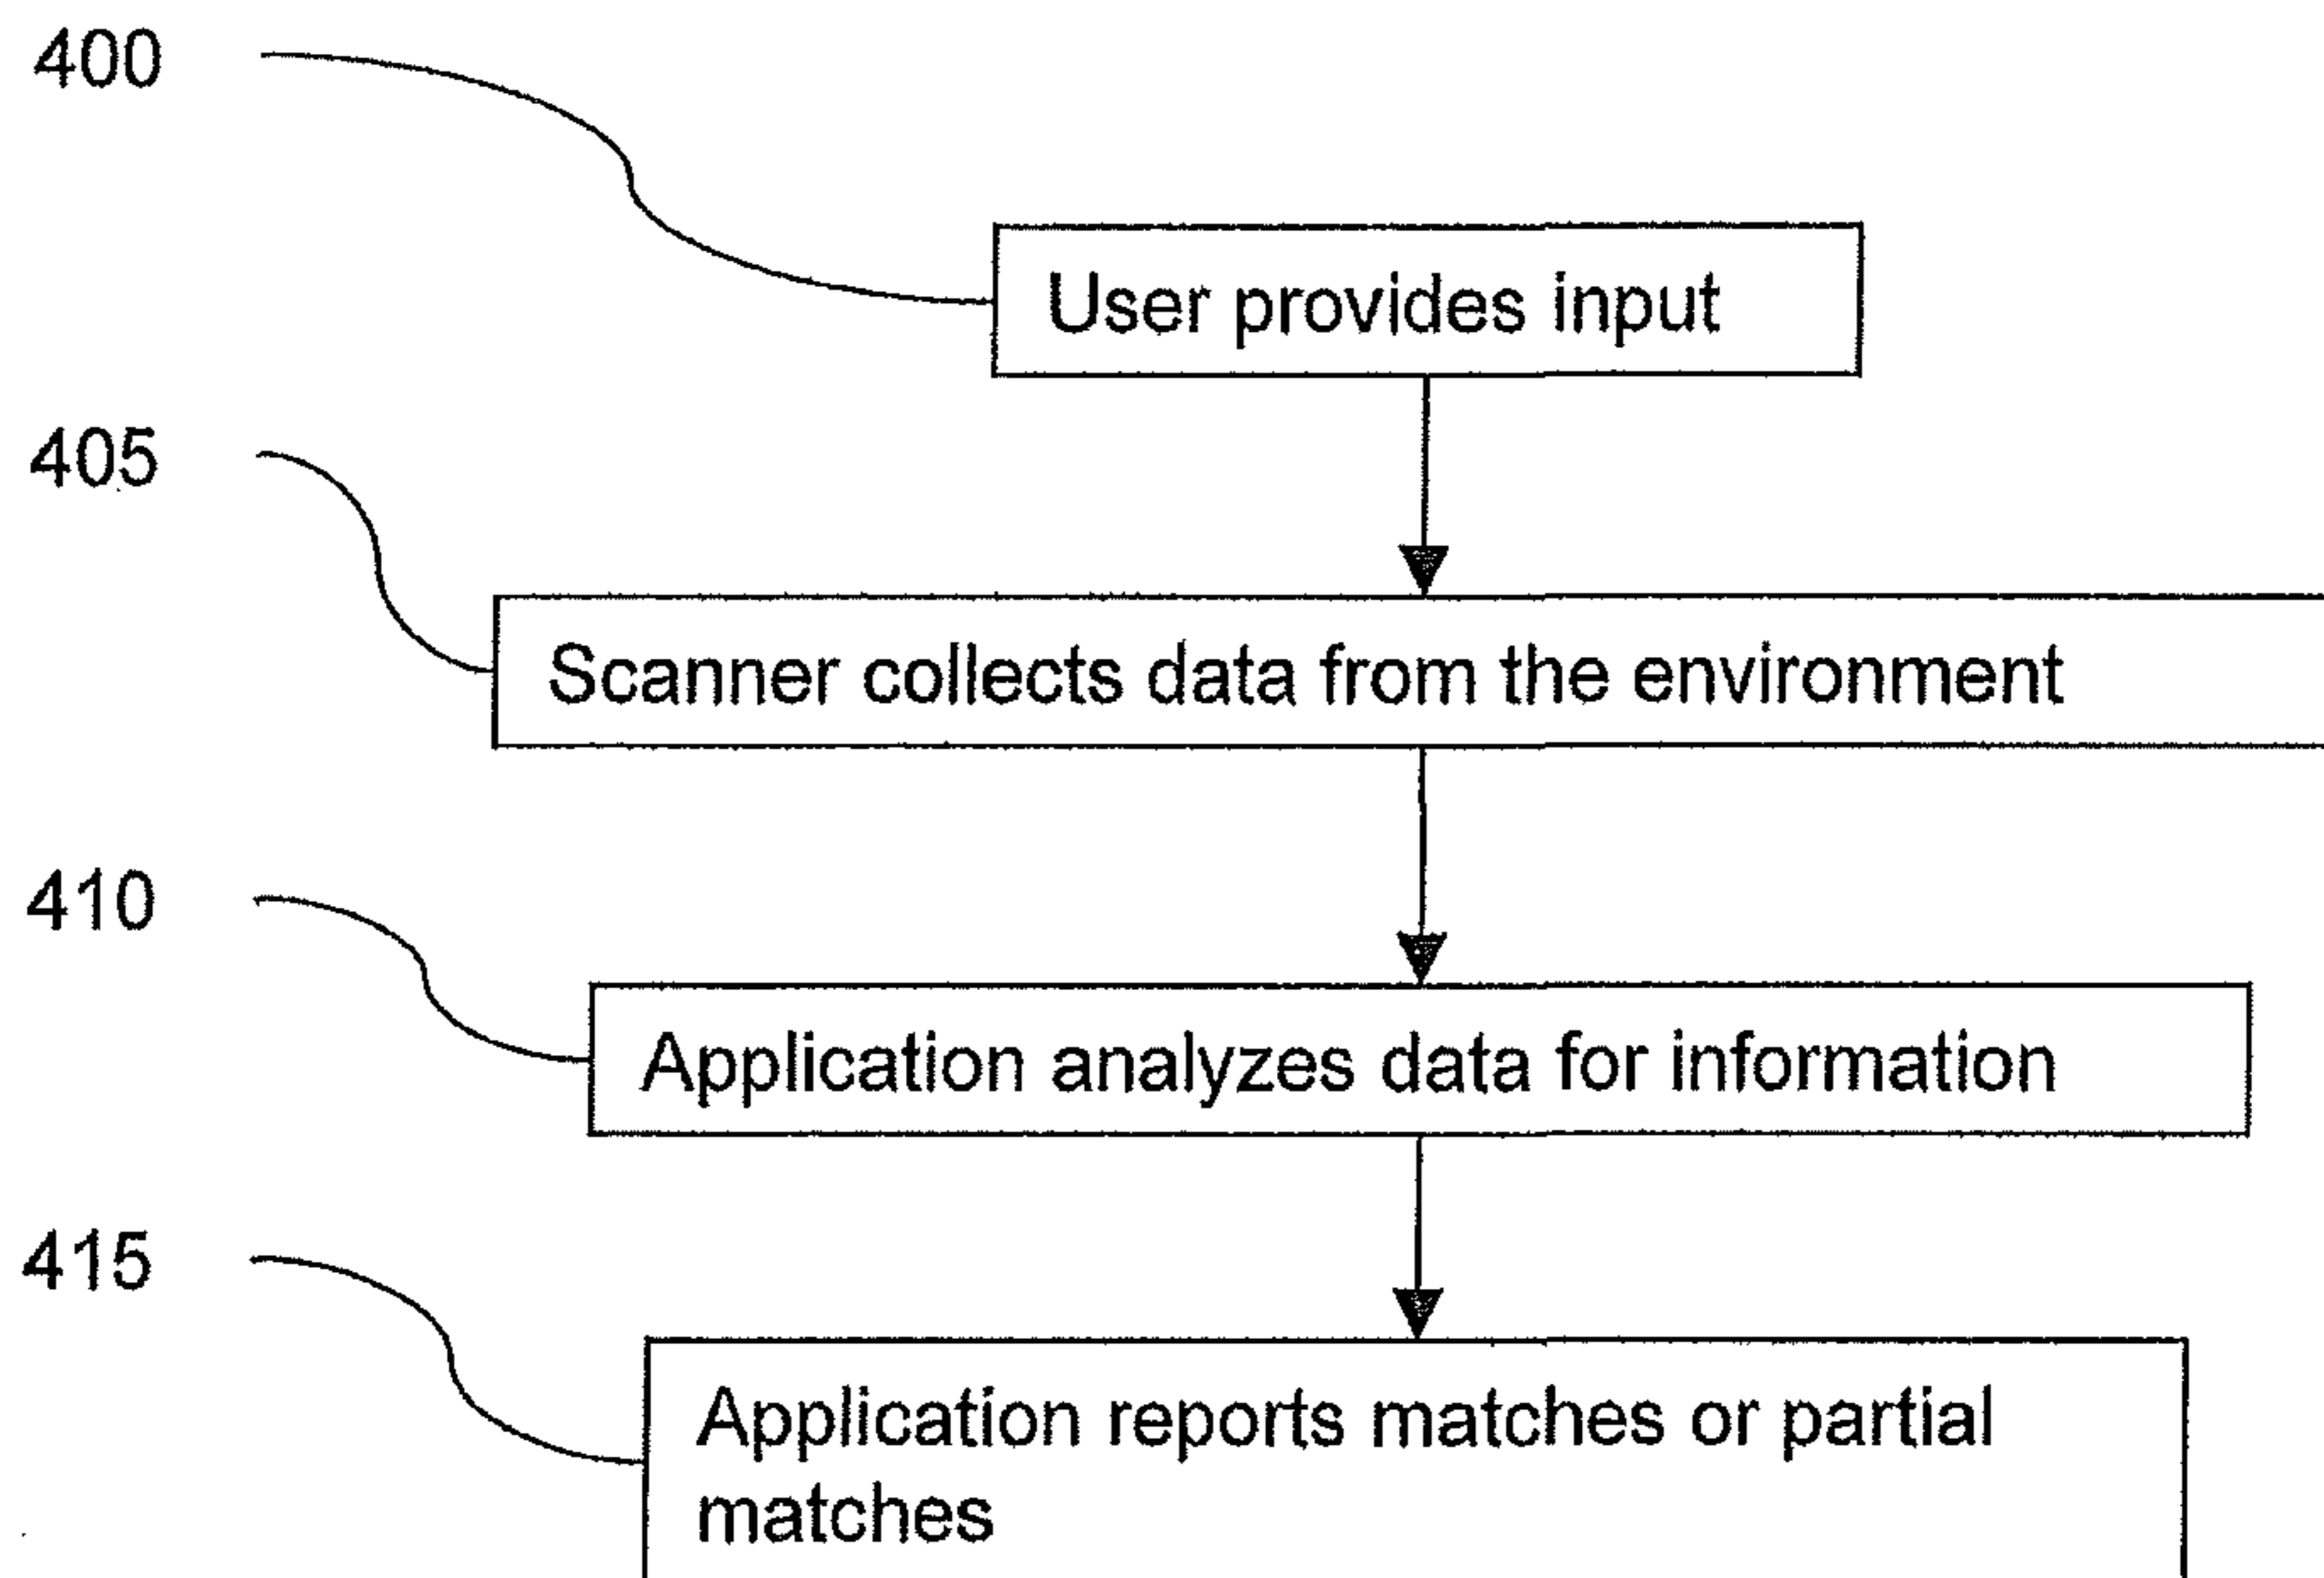 400
User provides input
405
Scanner collects data from the environment
410
Application analyzes data for information
415
Application reports matches or partial
matches